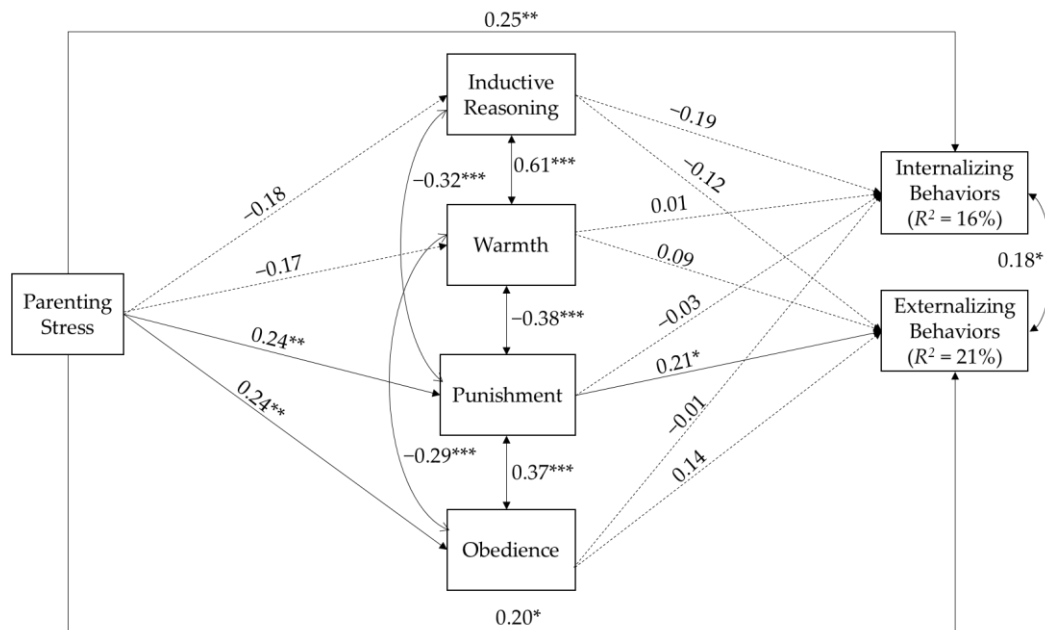 0.25**
Inductive
Reasoning
−0.19
−0.12
0.61***
−0.32***
Internalizing
Behaviors
(R² = 16%)
−0.18
0.01
Warmth
0.09
−0.17
0.18*
Parenting
Stress
−0.03
−0.38***
Externalizing
Behaviors
(R² = 21%)
0.24**
0.21*
Punishment
0.24**
−0.01
−0.29***
0.37***
0.14
Obedience
0.20*